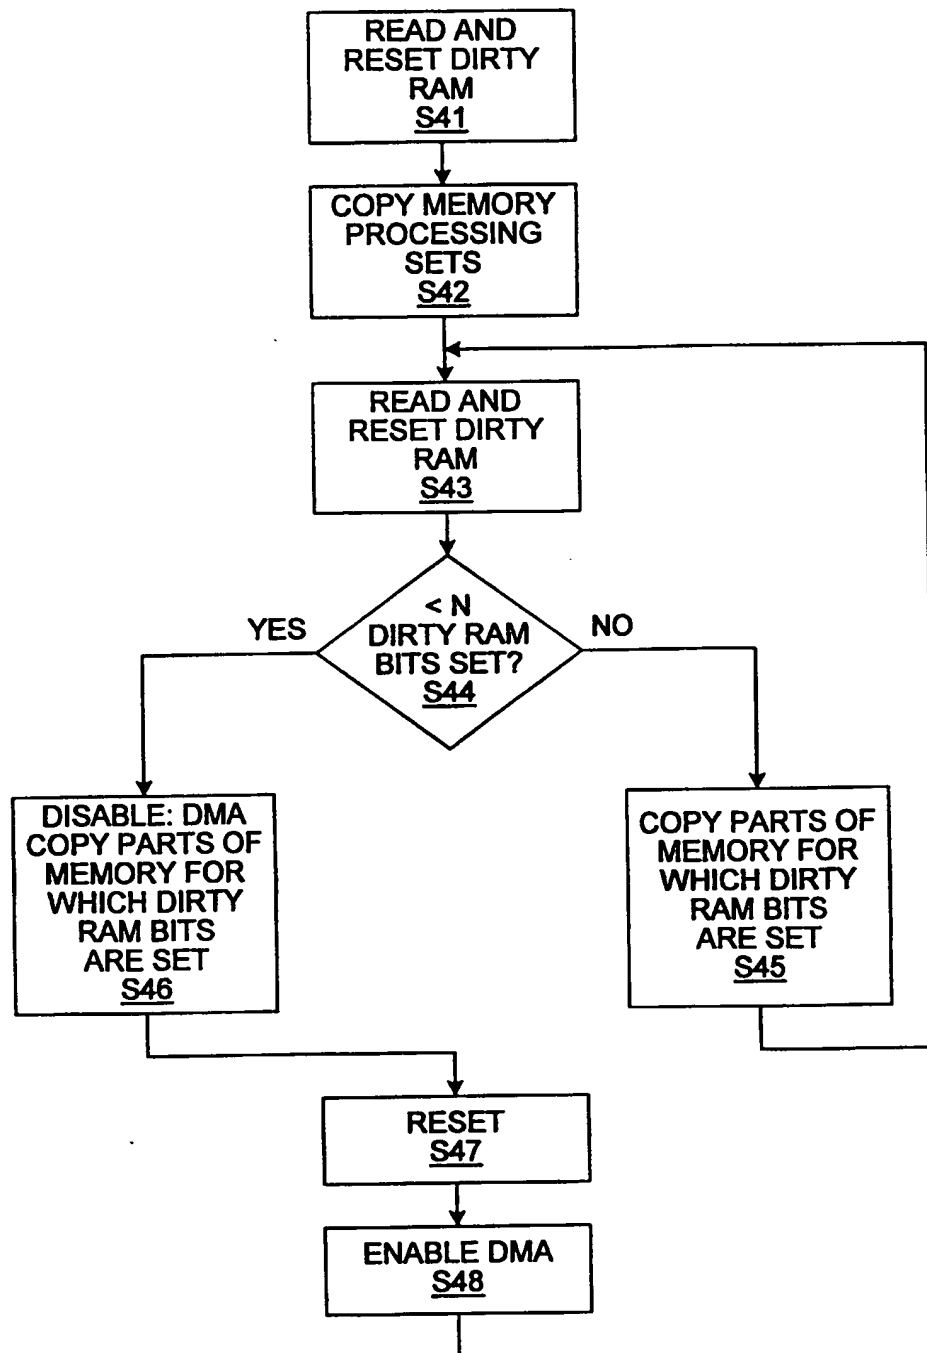 READ AND
RESET DIRTY
RAM
S41
COPY MEMORY
PROCESSING
SETS
S42
READ AND
RESET DIRTY
RAM
S43
< N
DIRTY RAM
BITS SET?
S44
YES
NO
DISABLE: DMA
COPY PARTS OF
MEMORY FOR
WHICH DIRTY
RAM BITS
ARE SET
S46
COPY PARTS OF
MEMORY FOR
WHICH DIRTY
RAM BITS
ARE SET
S45
RESET
S47
ENABLE DMA
S48